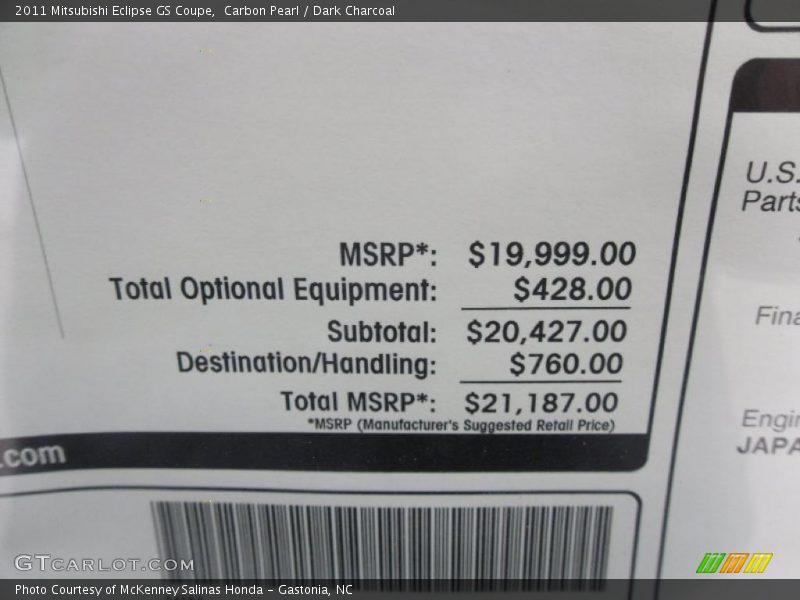 2011 Mitsubishi Eclipse GS Coupe,  Carbon Pearl / Dark Charcoal
MSRP*: $19,999.00
Total Optional Equipment: $428.00
Subtotal: $20,427.00
Destination/Handling: $760.00
Total MSRP*: $21,187.00
*MSRP (Manufacturer's Suggested Retail Price)
.com
U.S.
Parts
Fina
Engin
JAPA
GTCARLOT.COM
Photo Courtesy of McKenney Salinas Honda - Gastonia, NC